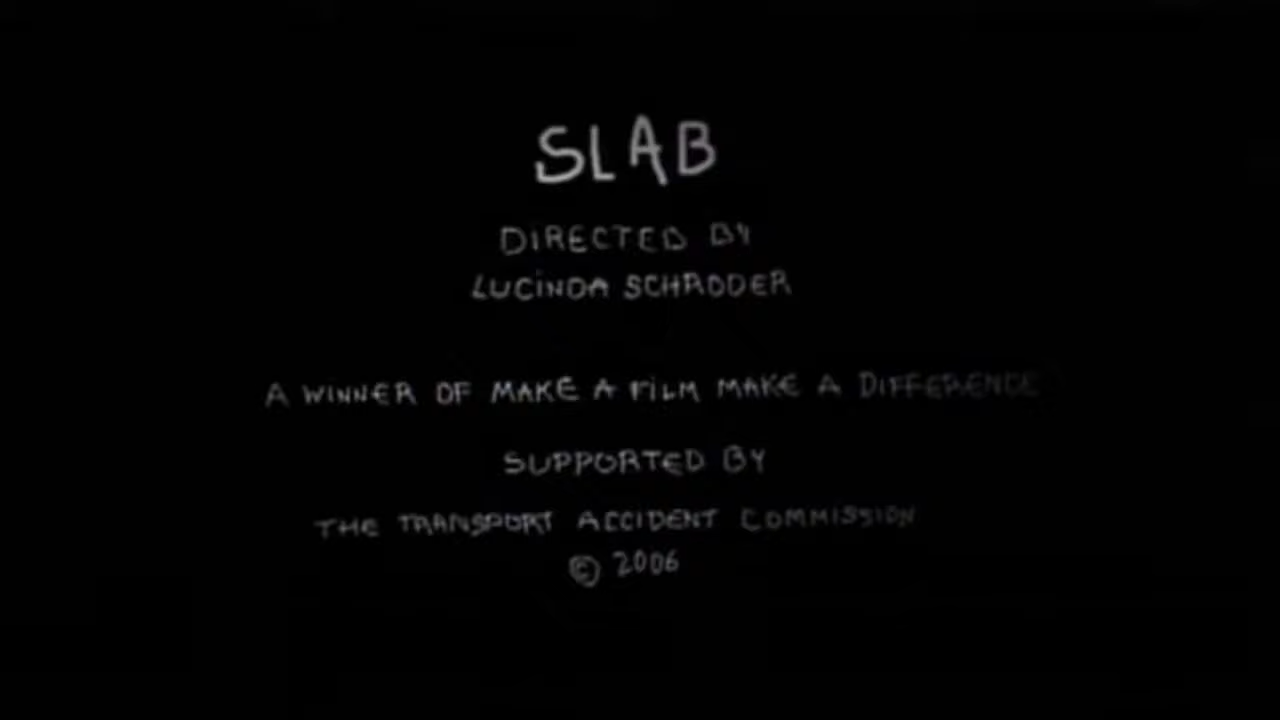 SLAB
DIRECTED BY
LUCINDA SCHRODER
A WINNER OF MAKE A FILM MAKE A DIFFERENCE
SUPPORTED BY
THE TRANSPORT ACCIDENT COMMISSION
© 2006